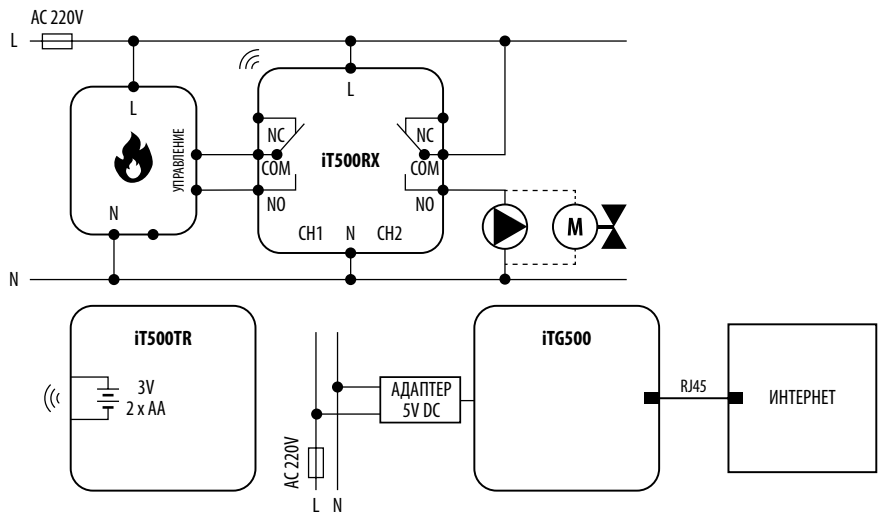 AC 220V
L
L
N
УПРАВЛЕНИЕ
L
NC
COM
NO
iT500RX
NC
COM
NO
CH1
N
CH2
M
N
iT500TR
3V
2 x AA
AC 220V
L
N
АДАПТЕР
5V DC
iTG500
RJ45
ИНТЕРНЕТ